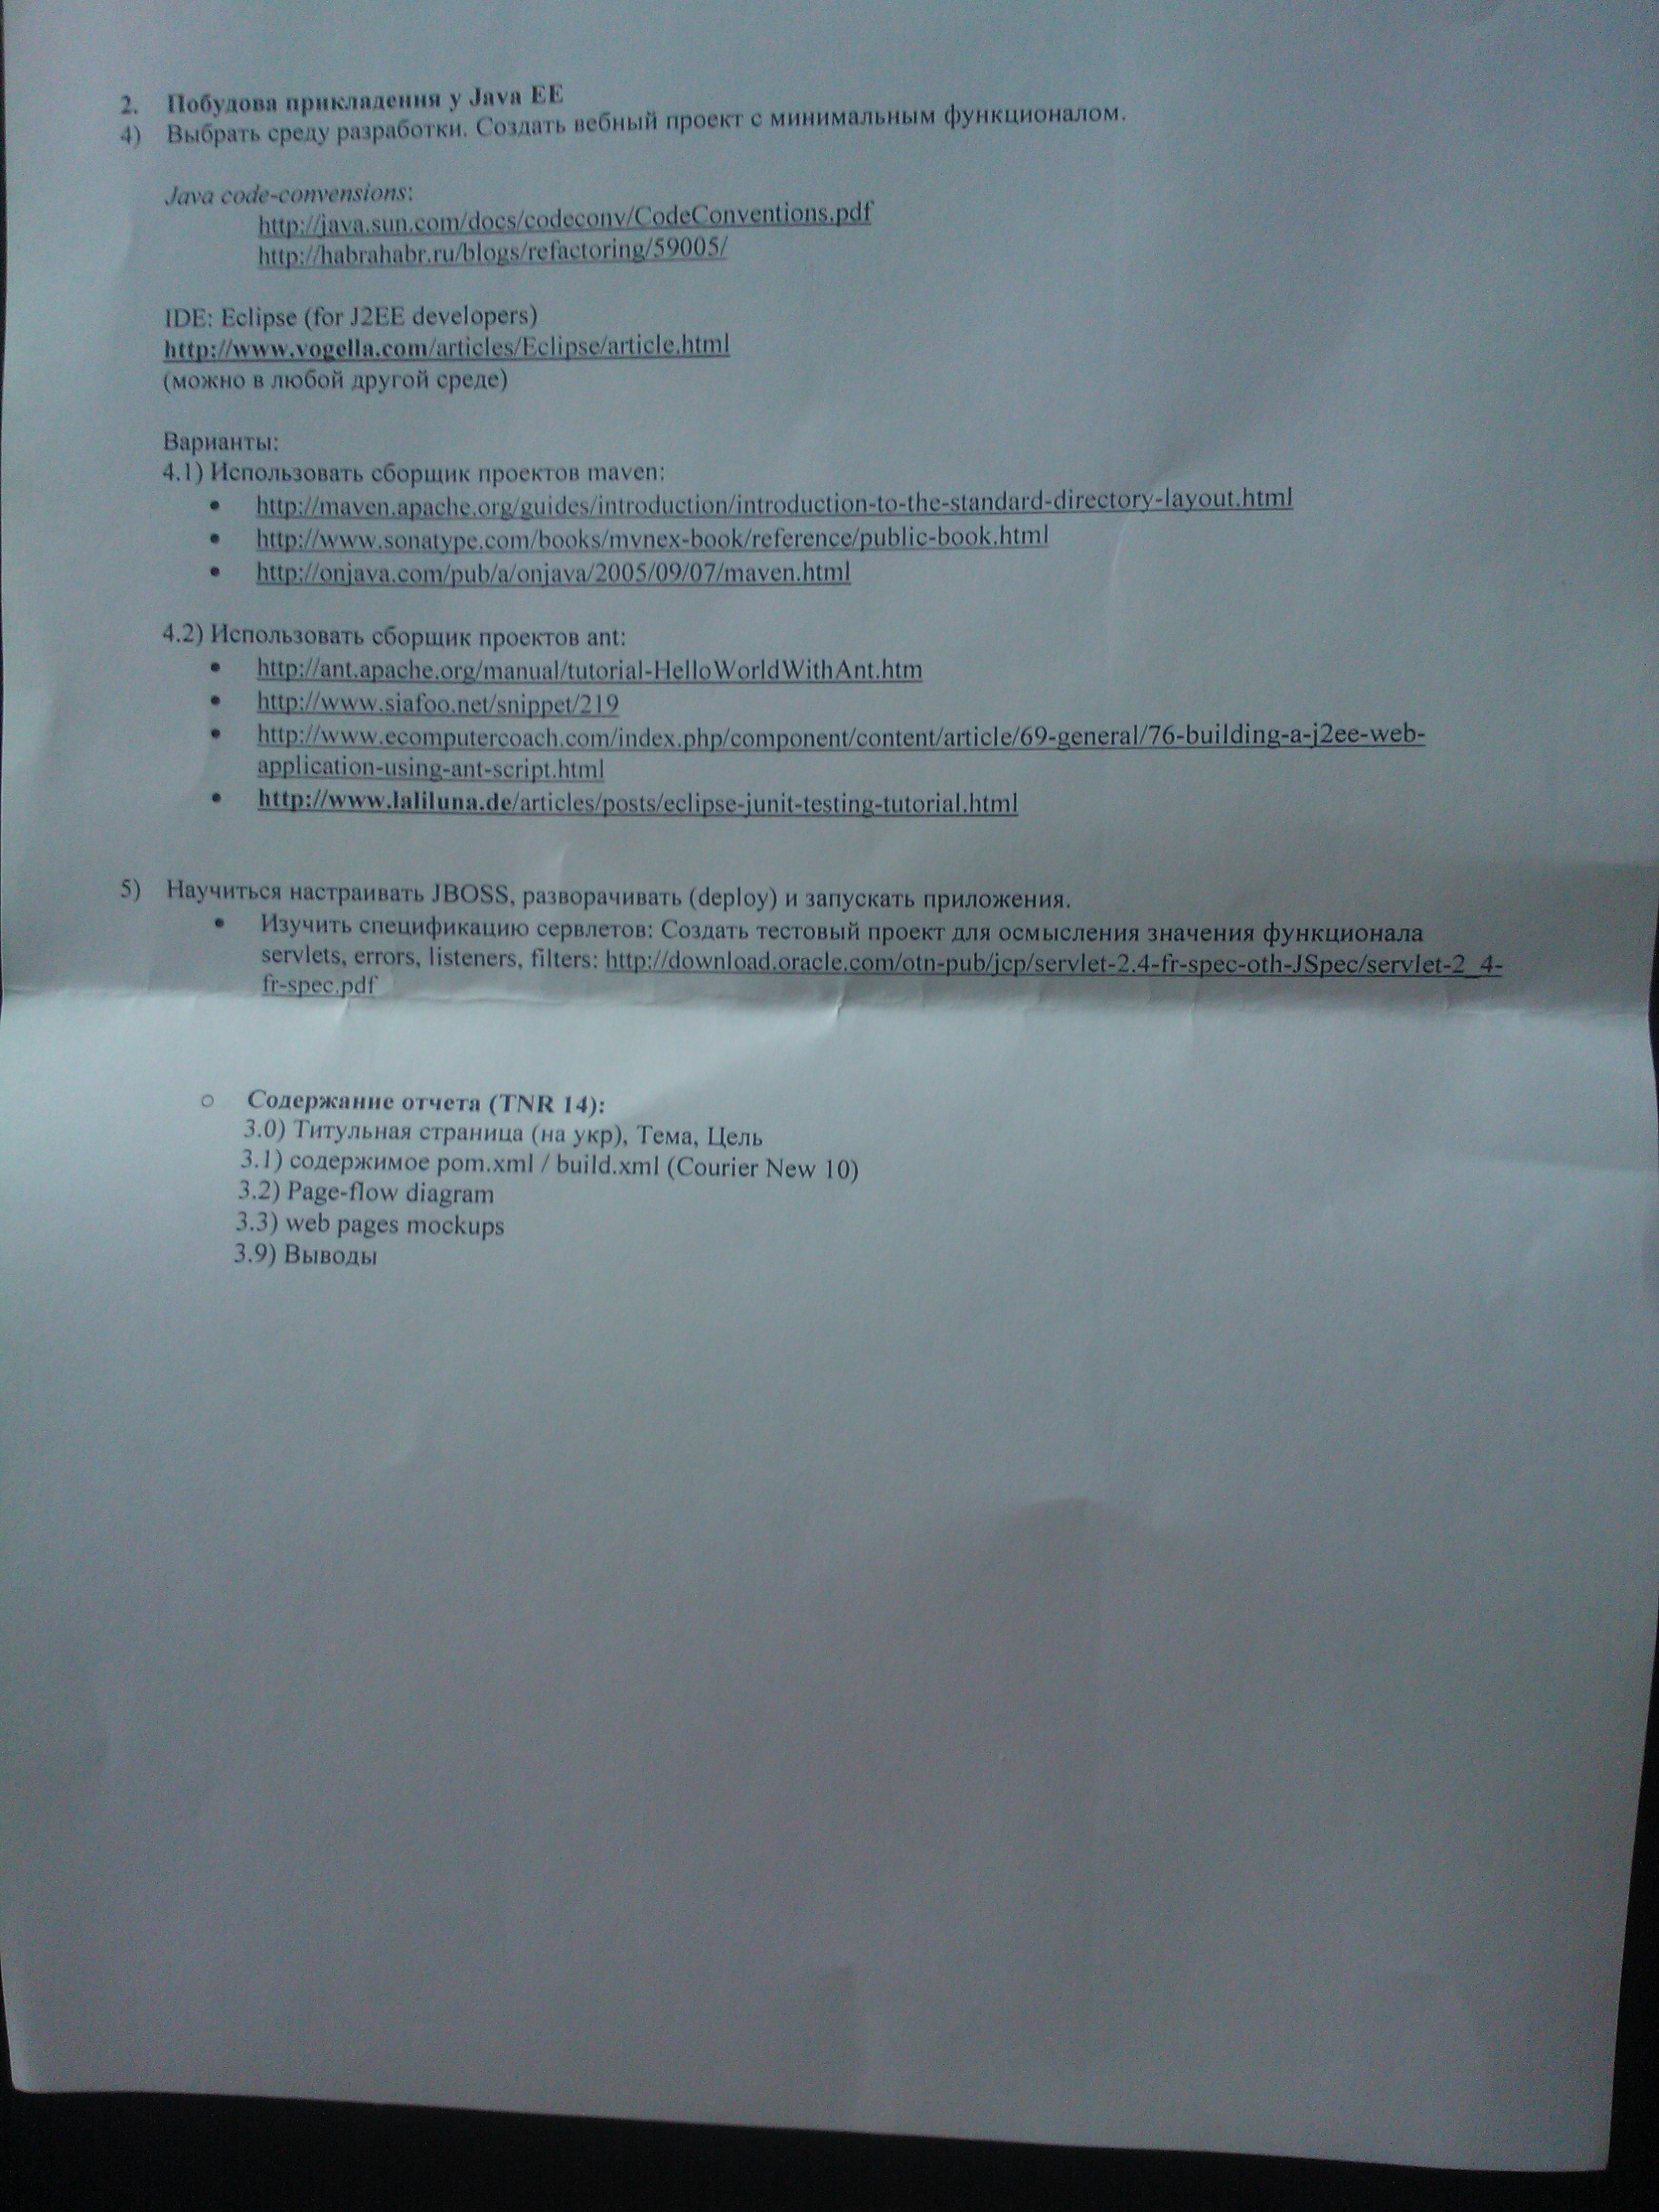 2. Побудова прикладення у Java EE
4) Выбрать среду разработки. Создать вебный проект с минимальным функционалом.
Java code-convensions:
http://java.sun.com/docs/codeconv/CodeConventions.pdf
http://habrahabr.ru/blogs/refactoring/59005/
IDE: Eclipse (for J2EE developers)
http://www.vogella.com/articles/Eclipse/article.html
(можно в любой другой среде)
Варианты:
4.1) Использовать сборщик проектов maven:
• http://maven.apache.org/guides/introduction/introduction-to-the-standard-directory-layout.html
• http://www.sonatype.com/books/mvnex-book/reference/public-book.html
• http://onjava.com/pub/a/onjava/2005/09/07/maven.html
4.2) Использовать сборщик проектов ant:
• http://ant.apache.org/manual/tutorial-HelloWorldWithAnt.htm
• http://www.siafoo.net/snippet/219
• http://www.ecomputercoach.com/index.php/component/content/article/69-general/76-building-a-j2ee-web-
application-using-ant-script.html
• http://www.laliluna.de/articles/posts/eclipse-junit-testing-tutorial.html
5) Научиться настраивать JBOSS, разворачивать (deploy) и запускать приложения.
• Изучить спецификацию сервлетов: Создать тестовый проект для осмысления значения функционала
servlets, errors, listeners, filters: http://download.oracle.com/otn-pub/jcp/servlet-2.4-fr-spec-oth-JSpec/servlet-2_4-
fr-spec.pdf
○ Содержание отчета (TNR 14):
3.0) Титульная страница (на укр), Тема, Цель
3.1) содержимое pom.xml / build.xml (Courier New 10)
3.2) Page-flow diagram
3.3) web pages mockups
3.9) Выводы